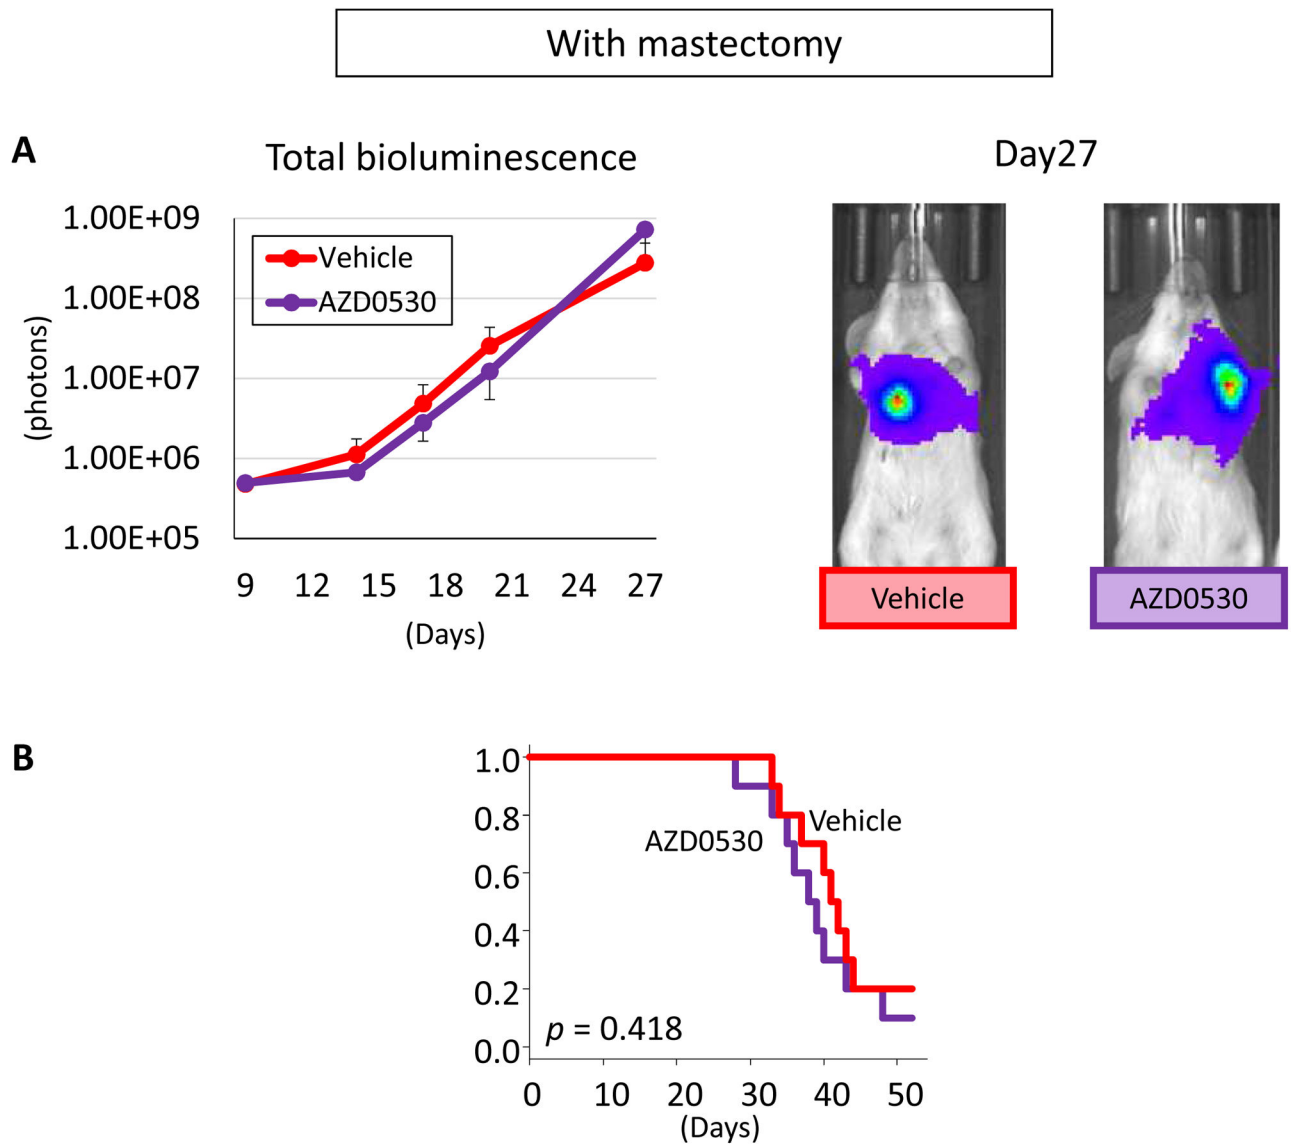 With mastectomy
A
Total bioluminescence
Day27
1.00E+09
1.00E+08
1.00E+07
1.00E+06
1.00E+05
(photons)
Vehicle
AZD0530
9 12 15 18 21 24 27
(Days)
Vehicle
AZD0530
B
1.0
0.8
0.6
0.4
0.2
0.0
AZD0530
Vehicle
p = 0.418
0 10 20 30 40 50
(Days)